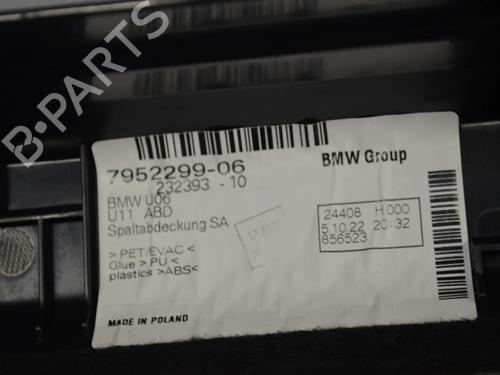 B-PARTS
7952299-06
232393 - 10
BMW Group
BMW U06
U11 ABD
Spaltabdeckung SA
> PET/EVAC <
Glue > PU <
plastics >ABS<
24408 H 000
5.10.22 20:32
856523
MADE IN POLAND